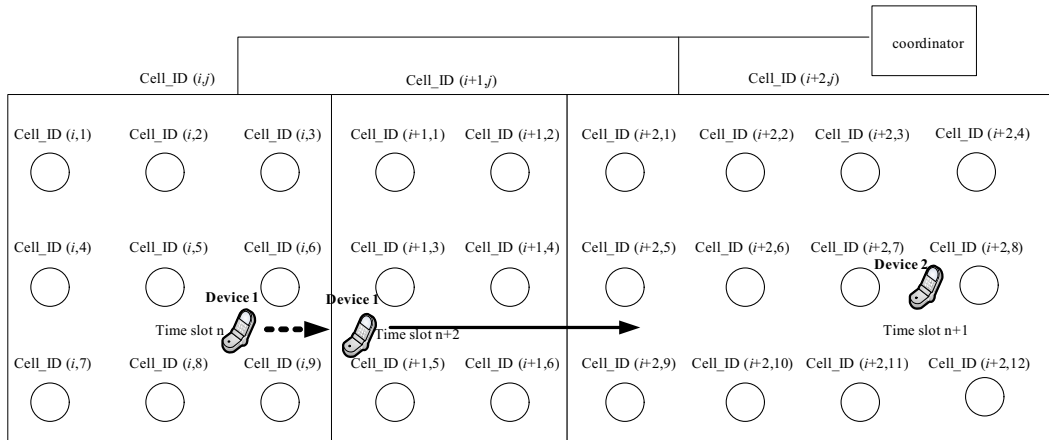 coordinator
Cell_ID (i,j)
Cell_ID (i+1,j)
Cell_ID (i+2,j)
Cell_ID (i,1) Cell_ID (i,2) Cell_ID (i,3) Cell_ID (i+1,1) Cell_ID (i+1,2) Cell_ID (i+2,1) Cell_ID (i+2,2) Cell_ID (i+2,3) Cell_ID (i+2,4)
Cell_ID (i,4) Cell_ID (i,5) Cell_ID (i,6) Cell_ID (i+1,3) Cell_ID (i+1,4) Cell_ID (i+2,5) Cell_ID (i+2,6) Cell_ID (i+2,7) Cell_ID (i+2,8)
Device 1 Device 1 Device 2
Time slot n Time slot n+2 Time slot n+1
Cell_ID (i,7) Cell_ID (i,8) Cell_ID (i,9) Cell_ID (i+1,5) Cell_ID (i+1,6) Cell_ID (i+2,9) Cell_ID (i+2,10) Cell_ID (i+2,11) Cell_ID (i+2,12)